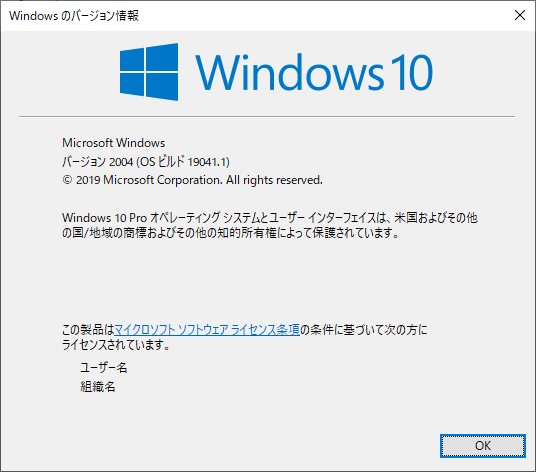 Windows のバージョン情報
Windows 10
Microsoft Windows
バージョン 2004 (OS ビルド 19041.1)
© 2019 Microsoft Corporation. All rights reserved.
Windows 10 Pro オペレーティング システムとユーザー インターフェイスは、米国およびその他
の国/地域の商標およびその他の知的所有権によって保護されています。
この製品はマイクロソフト ソフトウェア ライセンス条項の条件に基づいて次の方に
ライセンスされています。
ユーザー名
組織名
OK